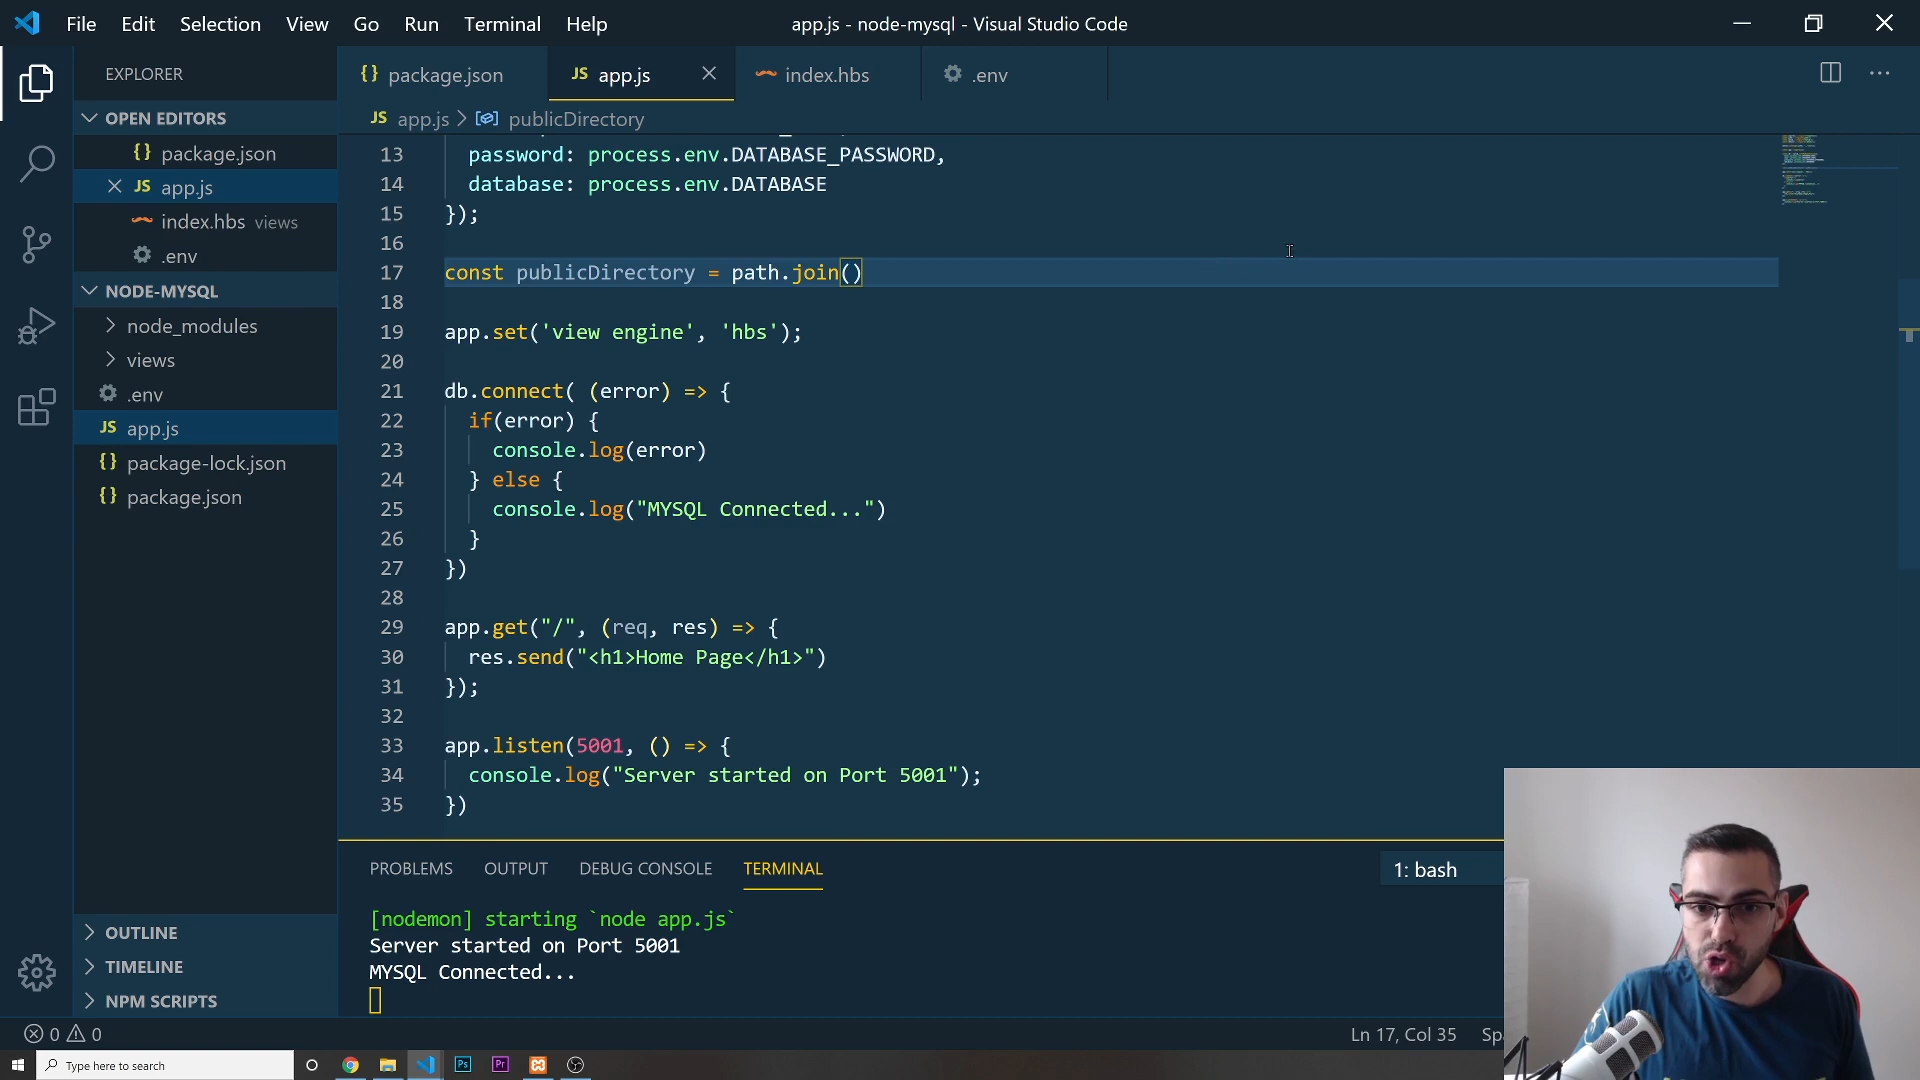 File Edit Selection View Go Run Terminal Help
app.js - node-mysql - Visual Studio Code
EXPLORER
OPEN EDITORS
{} package.json
JS app.js
index.hbs views
.env
NODE-MYSQL
node_modules
views
.env
JS app.js
{} package-lock.json
{} package.json
OUTLINE
TIMELINE
NPM SCRIPTS
{} package.json
JS app.js
index.hbs
.env
JS app.js > publicDirectory
13 password: process.env.DATABASE_PASSWORD,
14 database: process.env.DATABASE
15 });
16
17 const publicDirectory = path.join()
18
19 app.set('view engine', 'hbs');
20
21 db.connect( (error) => {
22 if(error) {
23 console.log(error)
24 } else {
25 console.log("MYSQL Connected...")
26 }
27 })
28
29 app.get("/", (req, res) => {
30 res.send("<h1>Home Page</h1>")
31 });
32
33 app.listen(5001, () => {
34 console.log("Server started on Port 5001");
35 })
PROBLEMS OUTPUT DEBUG CONSOLE TERMINAL
1: bash
[nodemon] starting `node app.js`
Server started on Port 5001
MYSQL Connected...
0 0
Ln 17, Col 35
Type here to search
Ps
Pr